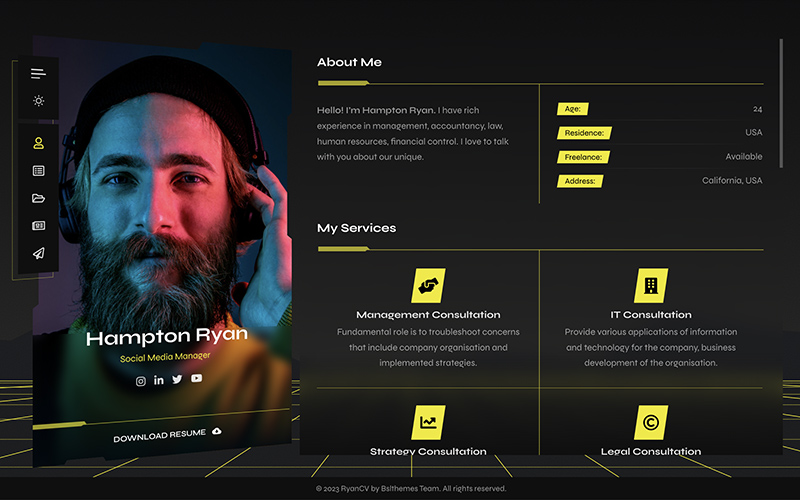 Hampton Ryan
Social Media Manager
DOWNLOAD RESUME
About Me
Hello! I'm Hampton Ryan. I have rich
experience in management, accountancy, law,
human resources, financial control. I love to talk
with you about our unique.
Age: 24
Residence: USA
Freelance: Available
Address: California, USA
My Services
Management Consultation
Fundamental role is to troubleshoot concerns
that include company organisation and
implemented strategies.
IT Consultation
Provide various applications of information
and technology for the company, business
development of the organisation.
Strategy Consultation
Legal Consultation
© 2023 RyanCV by Bslthemes Team. All rights reserved.